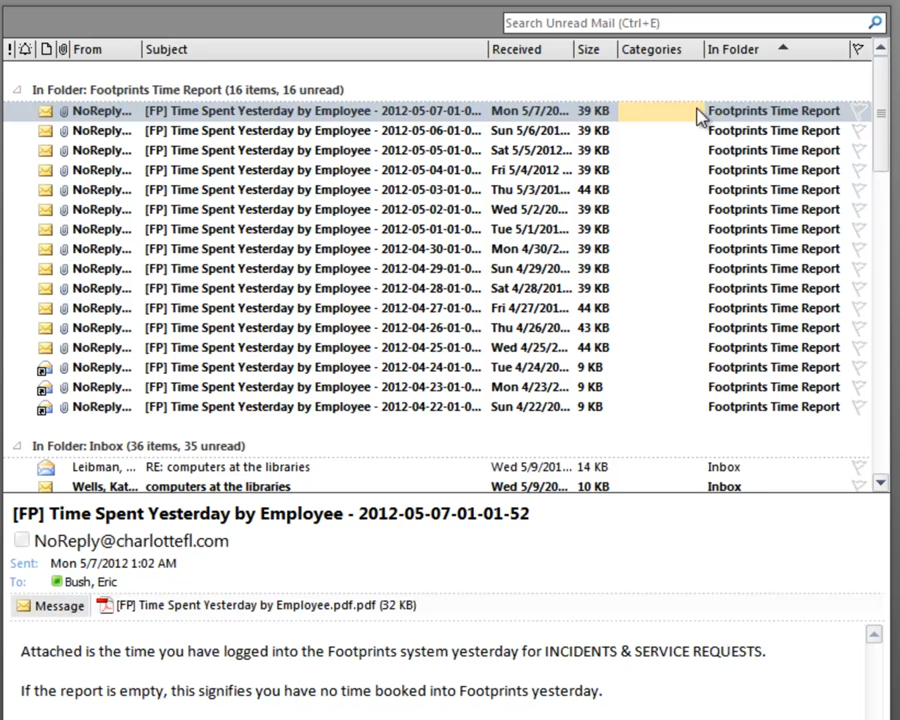 Search Unread Mail (Ctrl+E)
! From Subject Received Size Categories In Folder
In Folder: Footprints Time Report (16 items, 16 unread)
NoReply... [FP] Time Spent Yesterday by Employee - 2012-05-07-01-0... Mon 5/7/20... 39 KB Footprints Time Report
NoReply... [FP] Time Spent Yesterday by Employee - 2012-05-06-01-0... Sun 5/6/201... 39 KB Footprints Time Report
NoReply... [FP] Time Spent Yesterday by Employee - 2012-05-05-01-0... Sat 5/5/2012... 39 KB Footprints Time Report
NoReply... [FP] Time Spent Yesterday by Employee - 2012-05-04-01-0... Fri 5/4/2012 ... 39 KB Footprints Time Report
NoReply... [FP] Time Spent Yesterday by Employee - 2012-05-03-01-0... Thu 5/3/201... 44 KB Footprints Time Report
NoReply... [FP] Time Spent Yesterday by Employee - 2012-05-02-01-0... Wed 5/2/20... 39 KB Footprints Time Report
NoReply... [FP] Time Spent Yesterday by Employee - 2012-05-01-01-0... Tue 5/1/201... 39 KB Footprints Time Report
NoReply... [FP] Time Spent Yesterday by Employee - 2012-04-30-01-0... Mon 4/30/2... 39 KB Footprints Time Report
NoReply... [FP] Time Spent Yesterday by Employee - 2012-04-29-01-0... Sun 4/29/20... 39 KB Footprints Time Report
NoReply... [FP] Time Spent Yesterday by Employee - 2012-04-28-01-0... Sat 4/28/201... 39 KB Footprints Time Report
NoReply... [FP] Time Spent Yesterday by Employee - 2012-04-27-01-0... Fri 4/27/201... 44 KB Footprints Time Report
NoReply... [FP] Time Spent Yesterday by Employee - 2012-04-26-01-0... Thu 4/26/20... 43 KB Footprints Time Report
NoReply... [FP] Time Spent Yesterday by Employee - 2012-04-25-01-0... Wed 4/25/2... 44 KB Footprints Time Report
NoReply... [FP] Time Spent Yesterday by Employee - 2012-04-24-01-0... Tue 4/24/20... 9 KB Footprints Time Report
NoReply... [FP] Time Spent Yesterday by Employee - 2012-04-23-01-0... Mon 4/23/2... 9 KB Footprints Time Report
NoReply... [FP] Time Spent Yesterday by Employee - 2012-04-22-01-0... Sun 4/22/20... 9 KB Footprints Time Report
In Folder: Inbox (36 items, 35 unread)
Leibman, ... RE: computers at the libraries Wed 5/9/201... 14 KB Inbox
Wells, Kat... computers at the libraries Wed 5/9/20... 10 KB Inbox
[FP] Time Spent Yesterday by Employee - 2012-05-07-01-01-52
NoReply@charlottefl.com
Sent: Mon 5/7/2012 1:02 AM
To: Bush, Eric
Message [FP] Time Spent Yesterday by Employee.pdf.pdf (32 KB)
Attached is the time you have logged into the Footprints system yesterday for INCIDENTS & SERVICE REQUESTS.
If the report is empty, this signifies you have no time booked into Footprints yesterday.